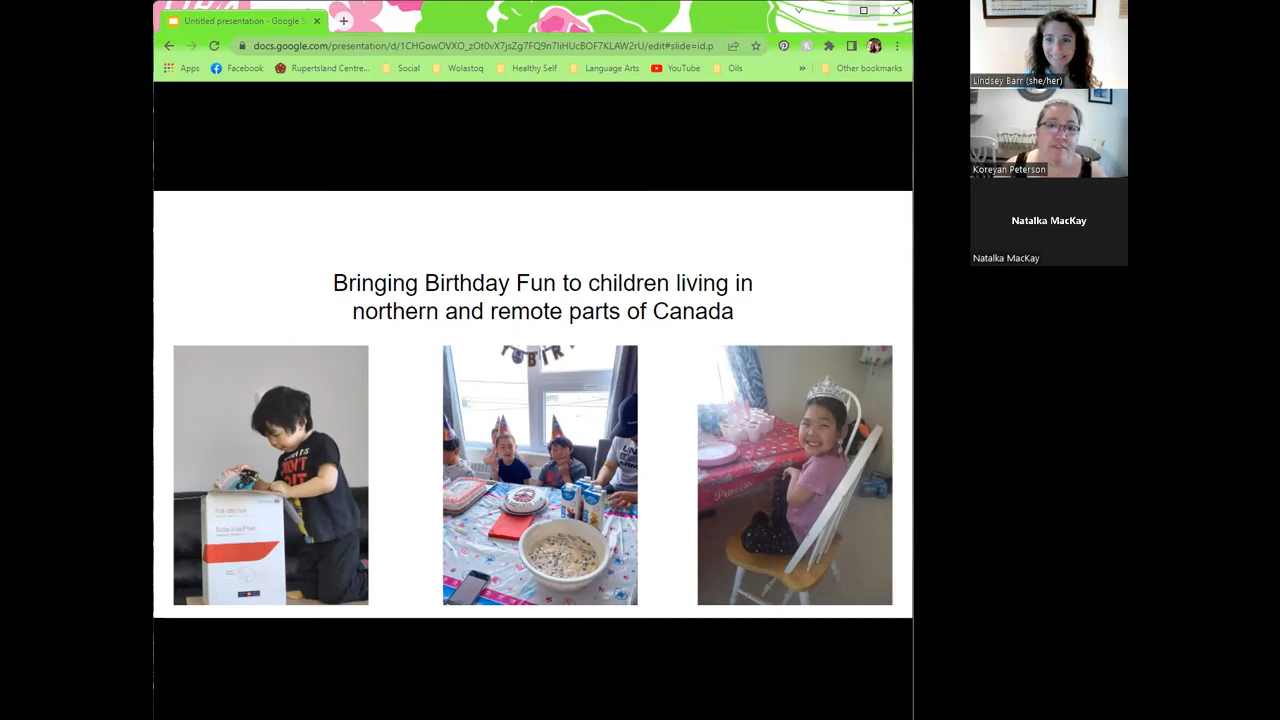 Untitled presentation - Google S
docs.google.com/presentation/d/1CHGowOVXO_zOt0vX7jsZg7FQ9n7IiHUcBOF7KLAW2rU/edit#slide=id.p
Apps
Facebook
Rupertsland Centre...
Social
Wolastoq
Healthy Self
Language Arts
YouTube
Oils
»
Other bookmarks
Bringing Birthday Fun to children living in
northern and remote parts of Canada
Princess
Lindsey Barr (she/her)
Koreyan Peterson
Natalka MacKay
Natalka MacKay